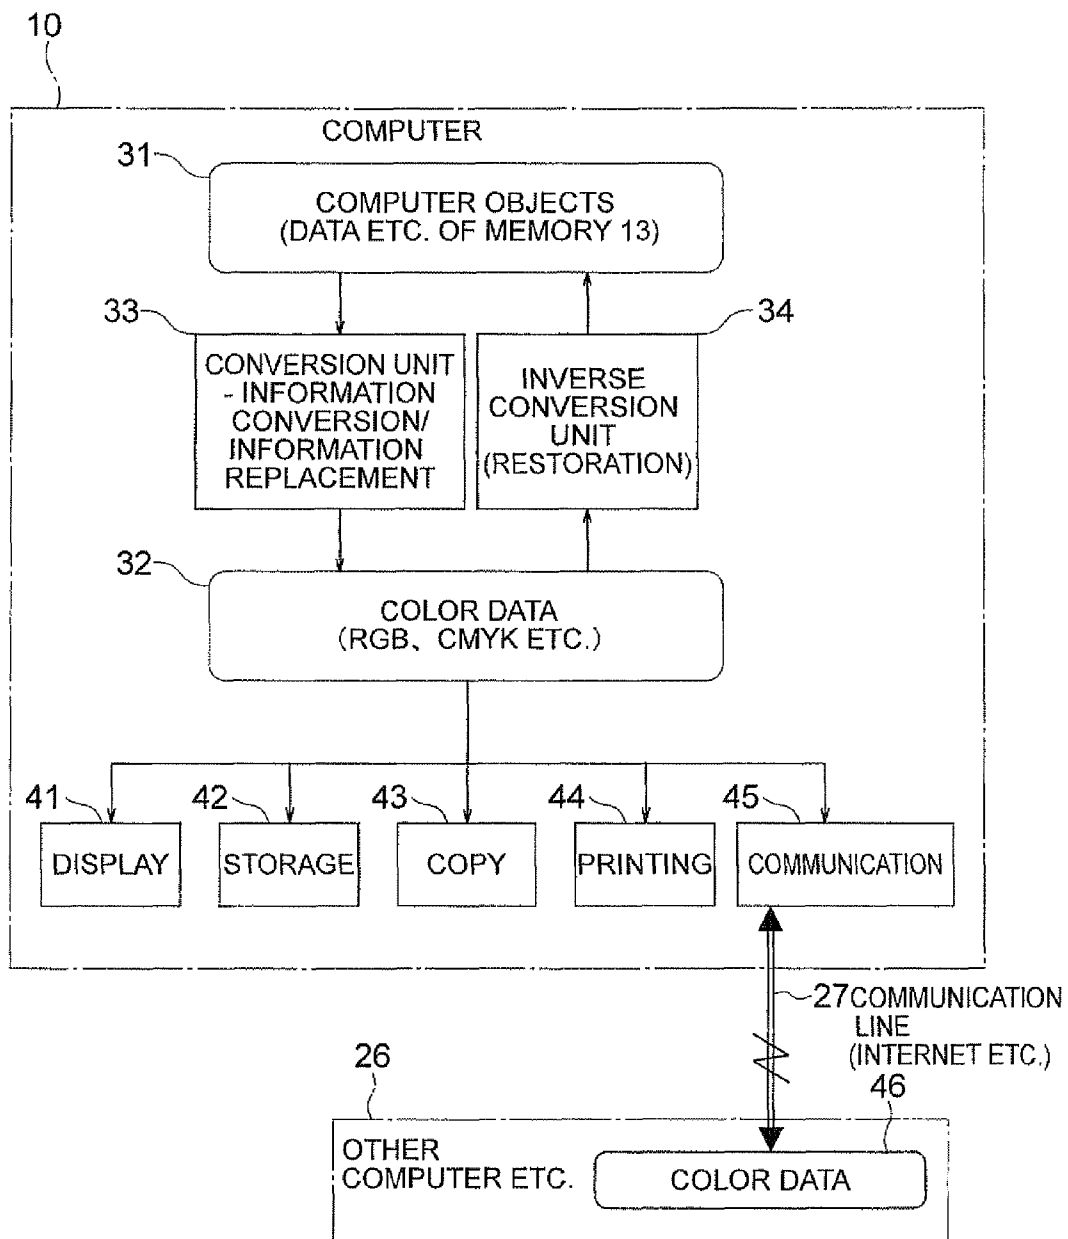 10
COMPUTER
31
COMPUTER OBJECTS
(DATA ETC. OF MEMORY 13)
33
34
CONVERSION UNIT
- INFORMATION
CONVERSION/
INFORMATION
REPLACEMENT
INVERSE
CONVERSION
UNIT
(RESTORATION)
32
COLOR DATA
(RGB、CMYK ETC.)
41
42
43
44
45
DISPLAY
STORAGE
COPY
PRINTING
COMMUNICATION
27 COMMUNICATION
LINE
(INTERNET ETC.)
26
46
OTHER
COMPUTER ETC.
COLOR DATA